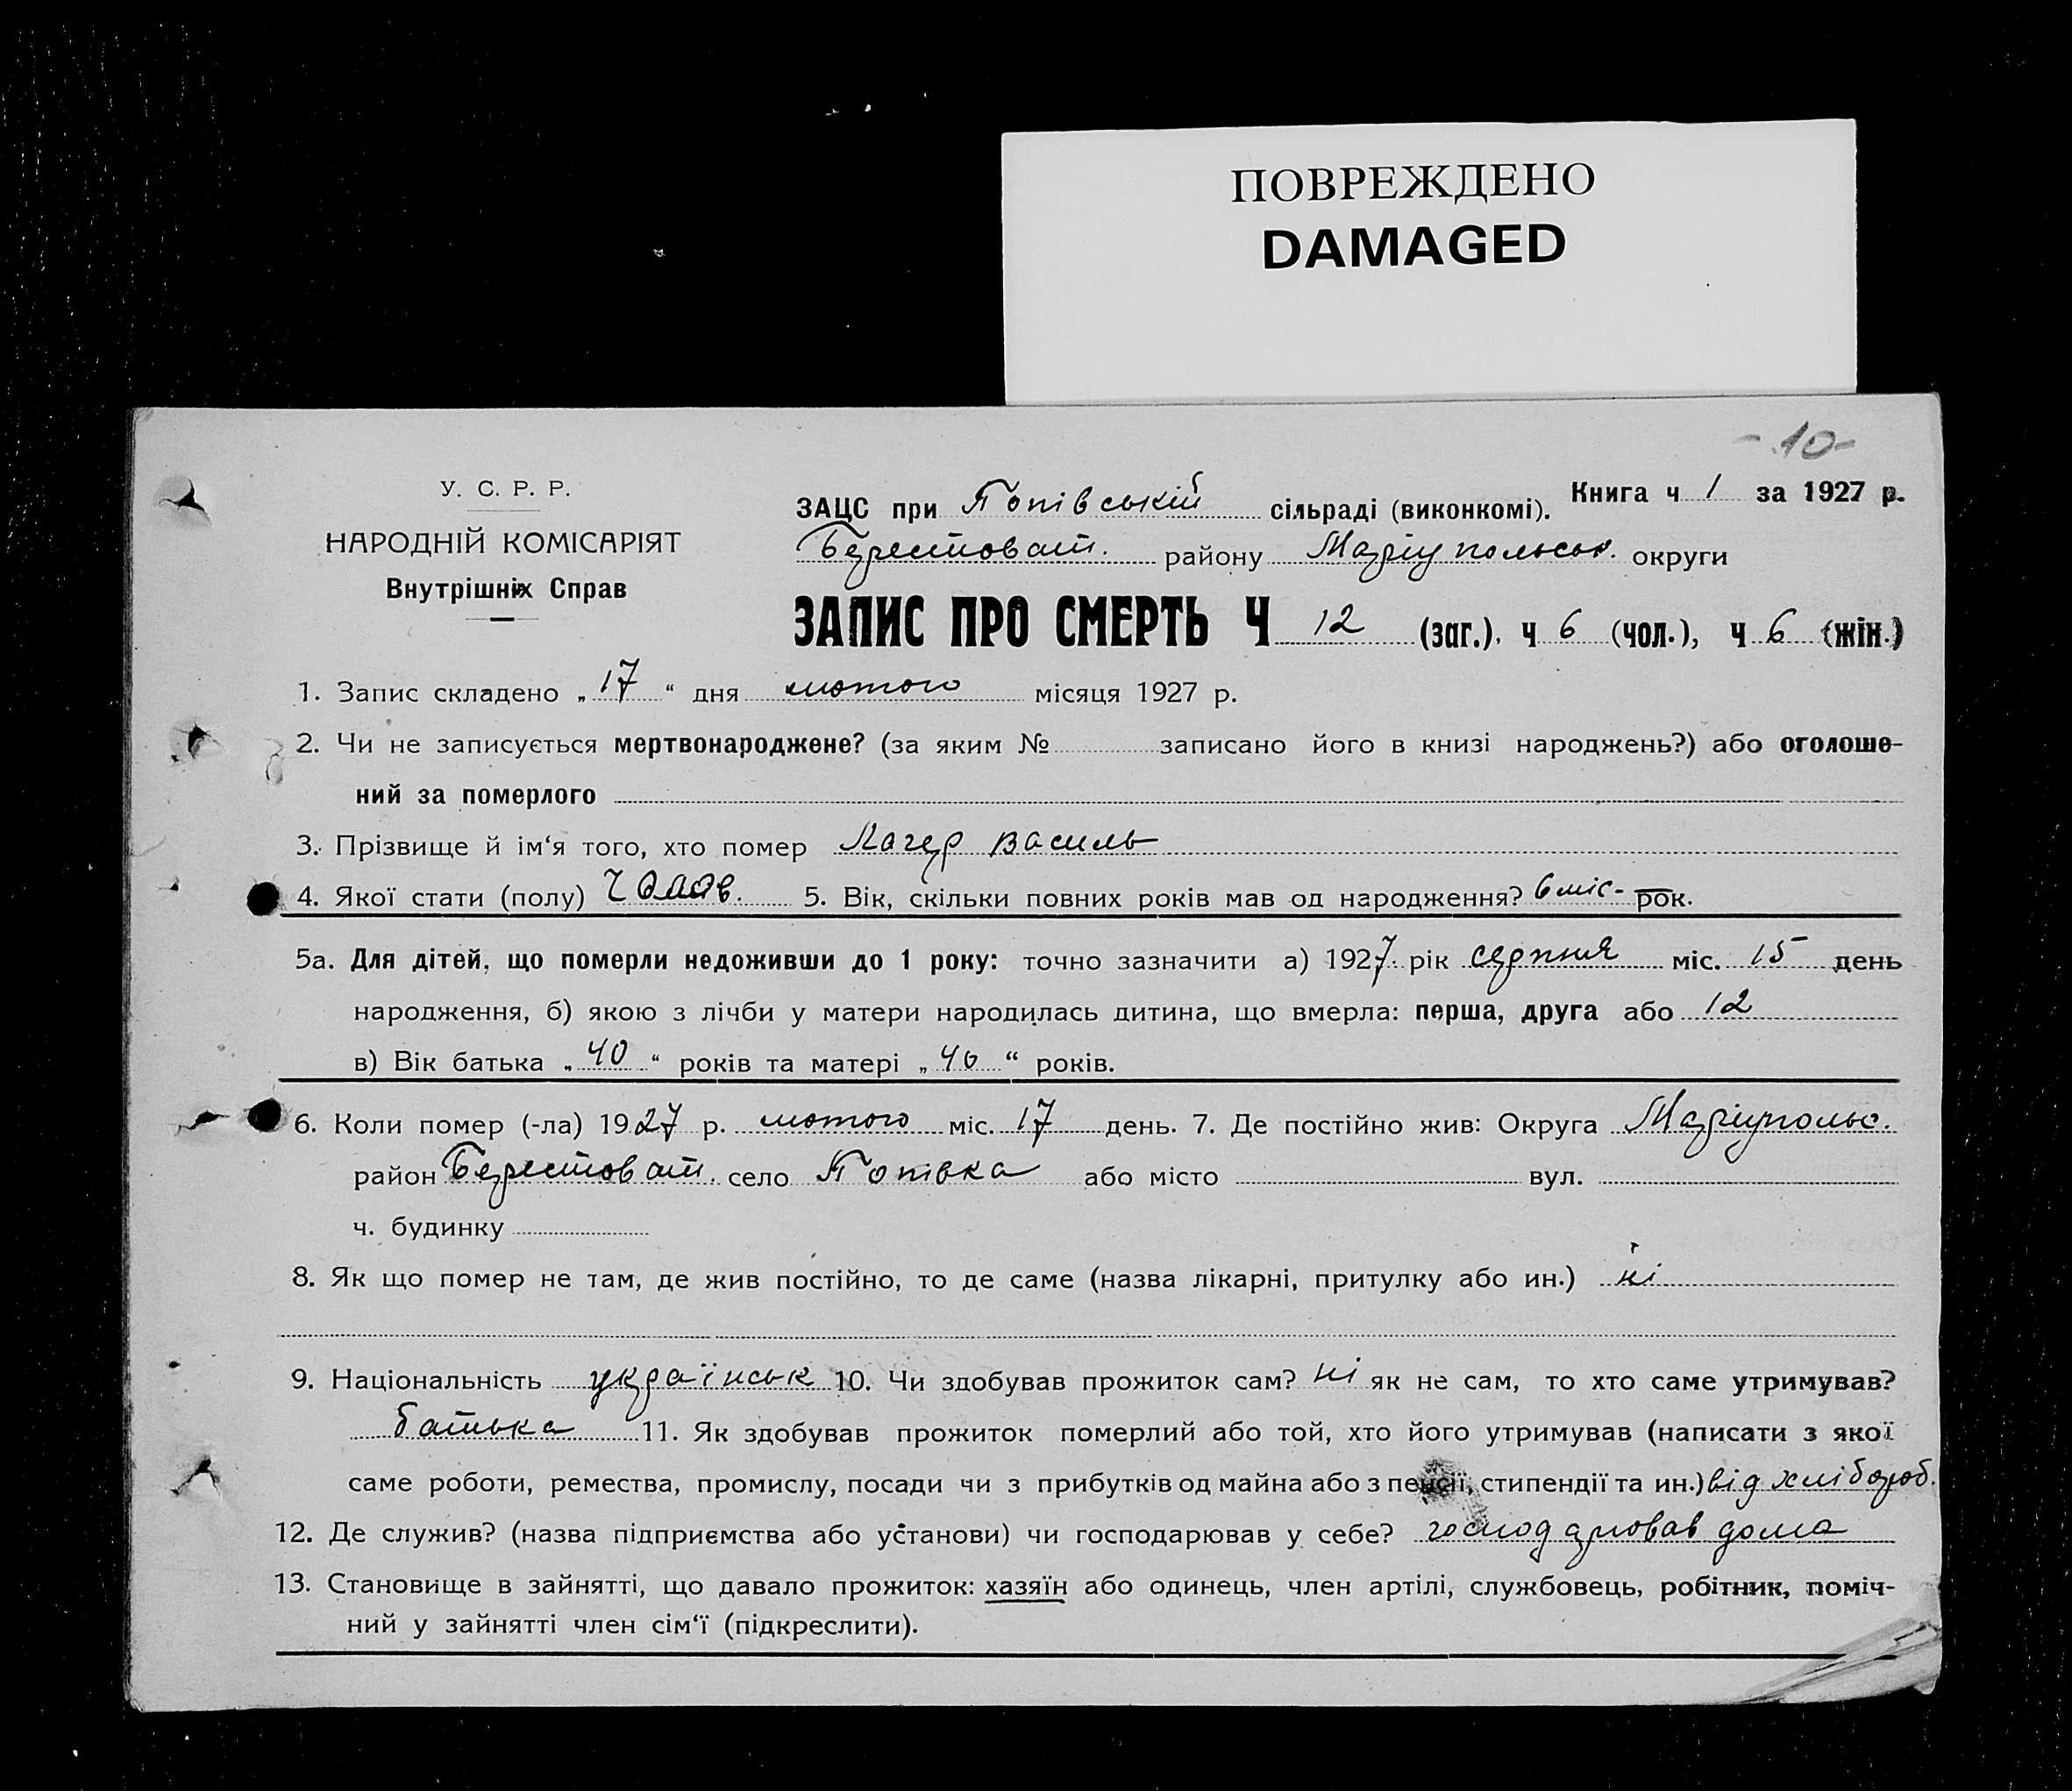 ПОВРЕЖДЕНО
DAMAGED
-10-
У. С. Р. Р.
НАРОДНІЙ КОМІСАРІЯТ
Внутрішніх Справ
Книга ч 1 за 1927 р.
ЗАЦС при Попівській сільраді (виконкомі).
Берестоват. району Маріупольськ. округи
ЗАПИС ПРО СМЕРТЬ Ч 12 (заг.), ч 6 (чол.), ч 6 (жін.)
1. Запис складено „ 17 “ дня лютого місяця 1927 р.
2. Чи не записується мертвонароджене? (за яким № записано його в книзі народжень?) або оголоше-
ний за померлого
3. Прізвище й ім‘я того, хто помер Лагер Василь
4. Якої стати (полу) 5. Вік, скільки повних років мав од народження? 6 міс- рок.
5а. Для дітей, що померли недоживши до 1 року: точно зазначити а) 1927 рік серпня міс. 15 день
народження, б) якою з лічби у матери народилась дитина, що вмерла: перша, друга або 12
в) Вік батька „ 40 “ років та матері „ 40 “ років.
6. Коли помер (-ла) 1927 р. лютого міс. 17 день. 7. Де постійно жив: Округа Маріупольс.
район Берестоват. село Попівка або місто вул.
ч. будинку
8. Як що помер не там, де жив постійно, то де саме (назва лікарні, притулку або ин.) ні
9. Національність українськ 10. Чи здобував прожиток сам? ні як не сам, то хто саме утримував?
батька 11. Як здобував прожиток померлий або той, хто його утримував (написати з якої
саме роботи, ремества, промислу, посади чи з прибутків од майна або з пенсії, стипендії та ин.) від хлібороб.
12. Де служив? (назва підприємства або установи) чи господарював у себе? господарював дома
13. Становище в зайнятті, що давало прожиток: хазяїн або одинець, член артілі, службовець, робітник, поміч-
ний у зайнятті член сім‘ї (підкреслити).